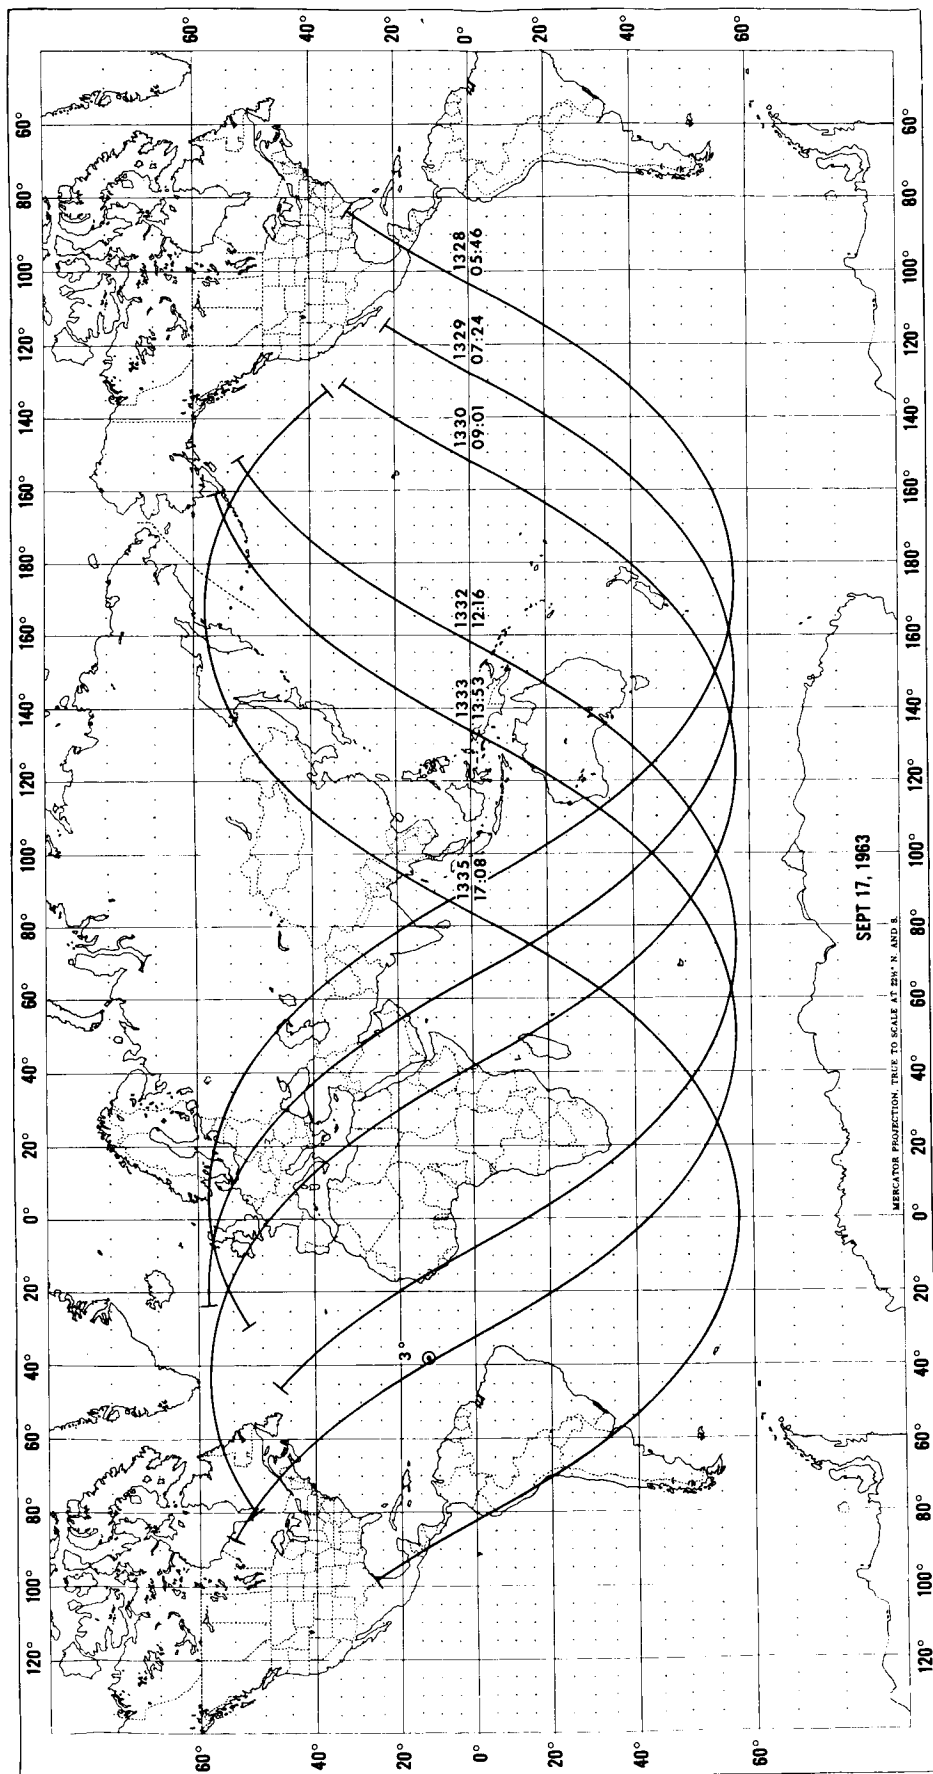 120° 100° 80° 60° 40° 20° 0° 20° 40° 60° 80° 100° 120° 140° 160° 180° 160° 140° 120° 100° 80° 60°
60° 60°
40° 40°
20° 20°
3°
0° 1335 1333 1332 1330 1329 1328 0°
17:08 13:53 12:16 09:01 07:24 05:46
20° 20°
40° 40°
60° 60°
SEPT 17, 1963
MERCATOR PROJECTION, TRUE TO SCALE AT 22½° N. AND S.
120° 100° 80° 60° 40° 20° 0° 20° 40° 60° 80° 100° 120° 140° 160° 180° 160° 140° 120° 100° 80° 60°